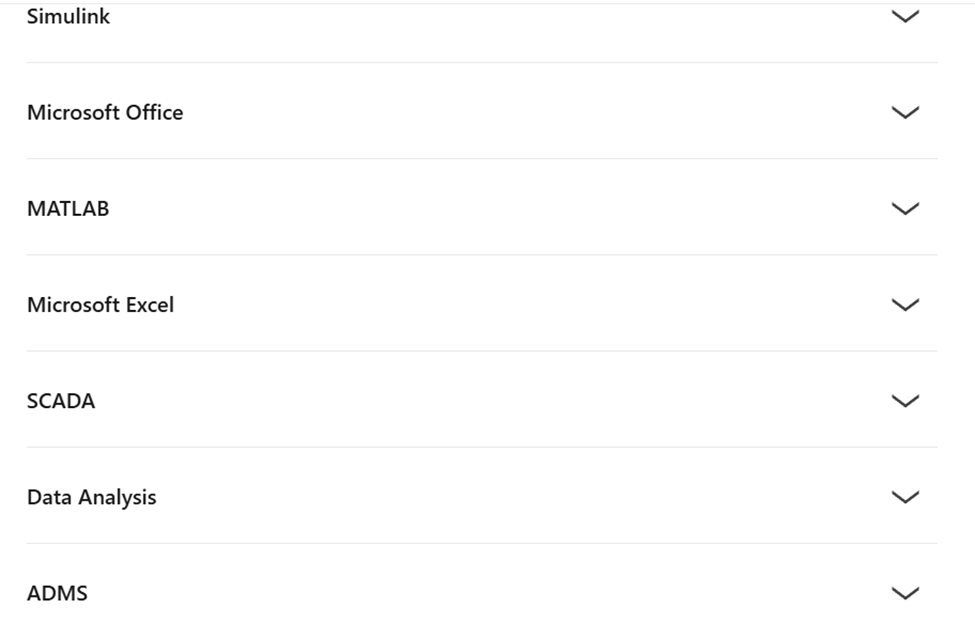 Simulink
Microsoft Office
MATLAB
Microsoft Excel
SCADA
Data Analysis
ADMS